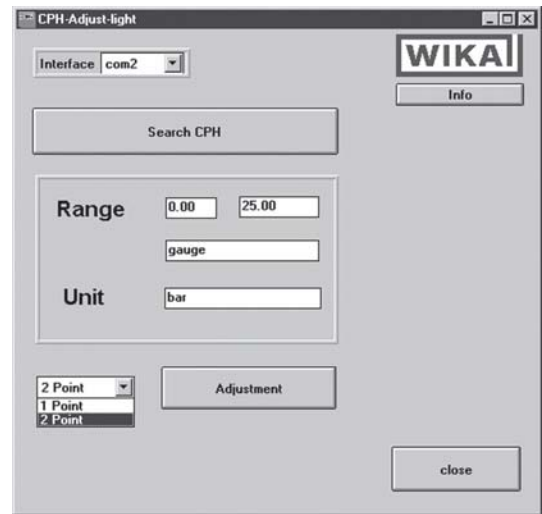 CPH-Adjust-light
Interface com2
WIKA
Info
Search CPH
Range 0.00 25.00
gauge
Unit bar
2 Point
1 Point
2 Point
Adjustment
close